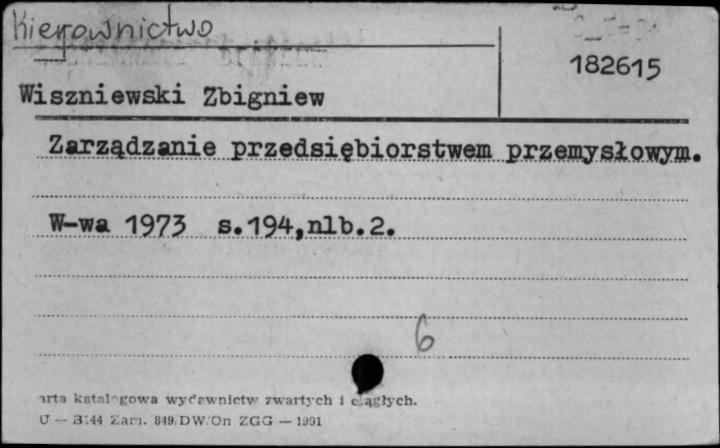 Kierownictwo
182615
Wiszniewski Zbigniew
Zarządzanie przedsiębiorstwem przemysłowym.
W-wa 1973 s.194,nlb.2.
6
arta katalogowa wydawnictw zwartych i ciągłych.
U — 3144 Zam. 849/DW/On ZGG — 1991